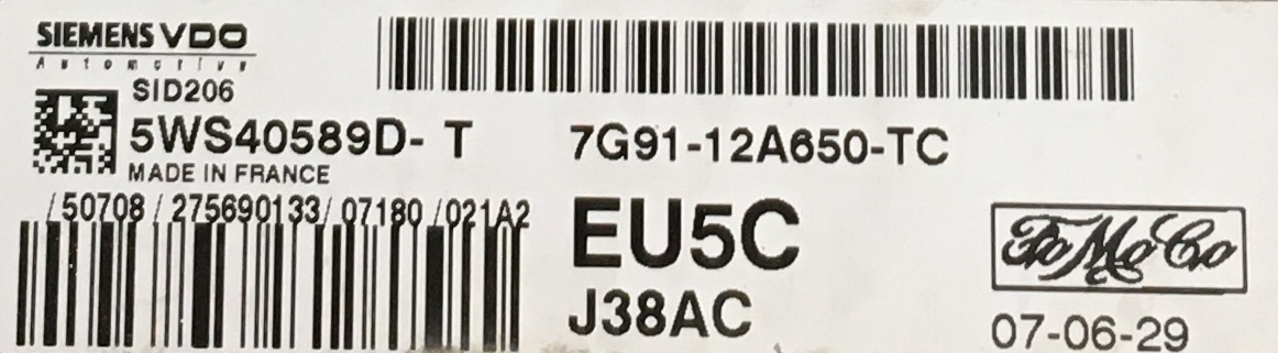 SIEMENS VDO
Automotive
SID206
5WS40589D- T
7G91-12A650-TC
MADE IN FRANCE
/50708/275690133/07180/021A2
EU5C
FoMoCo
J38AC
07-06-29